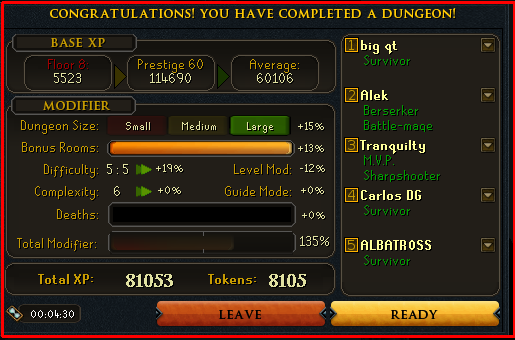 CONGRATULATIONS! YOU HAVE COMPLETED A DUNGEON!
BASE XP
Floor 8: 5523
Prestige 60 114690
Average: 60106
MODIFIER
Dungeon Size: Small Medium Large +15%
Bonus Rooms: +13%
Difficulty: 5:5 +19% Level Mod: -12%
Complexity: 6 +0% Guide Mode: +0%
Deaths: +0%
Total Modifier: 135%
Total XP: 81053 Tokens: 8105
00:04:30
1 big qt
Survivor
2 Alek
Berserker
Battle-mage
3 Tranquilty
M.V.P.
Sharpshooter
4 Carlos DG
Survivor
5 ALBATROSS
Survivor
LEAVE
READY